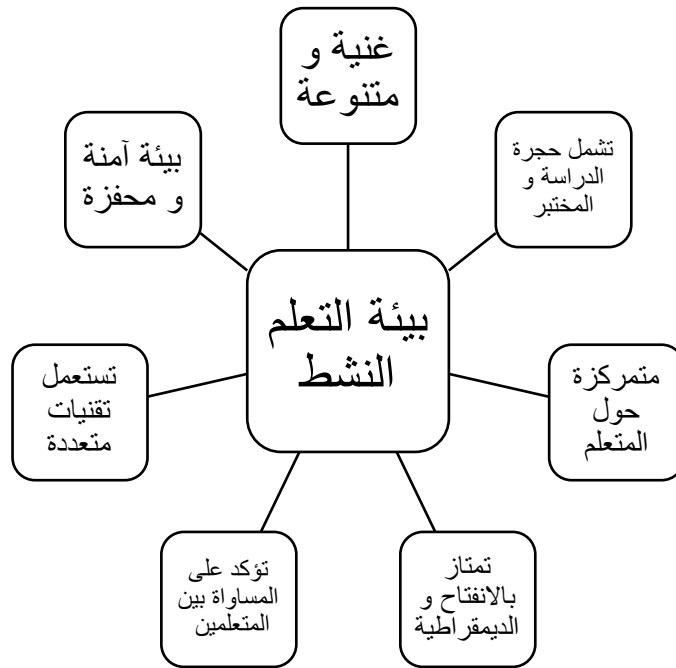 غنية و
متنوعة
تشمل حجرة
الدراسة و
المختبر
متمركزة
حول
المتعلم
تمتاز
بالانفتاح و
الديمقراطية
تؤكد على
المساواة بين
المتعلمين
تستعمل
تقنيات
متعددة
بيئة آمنة
و محفزة
بيئة التعلم
النشط